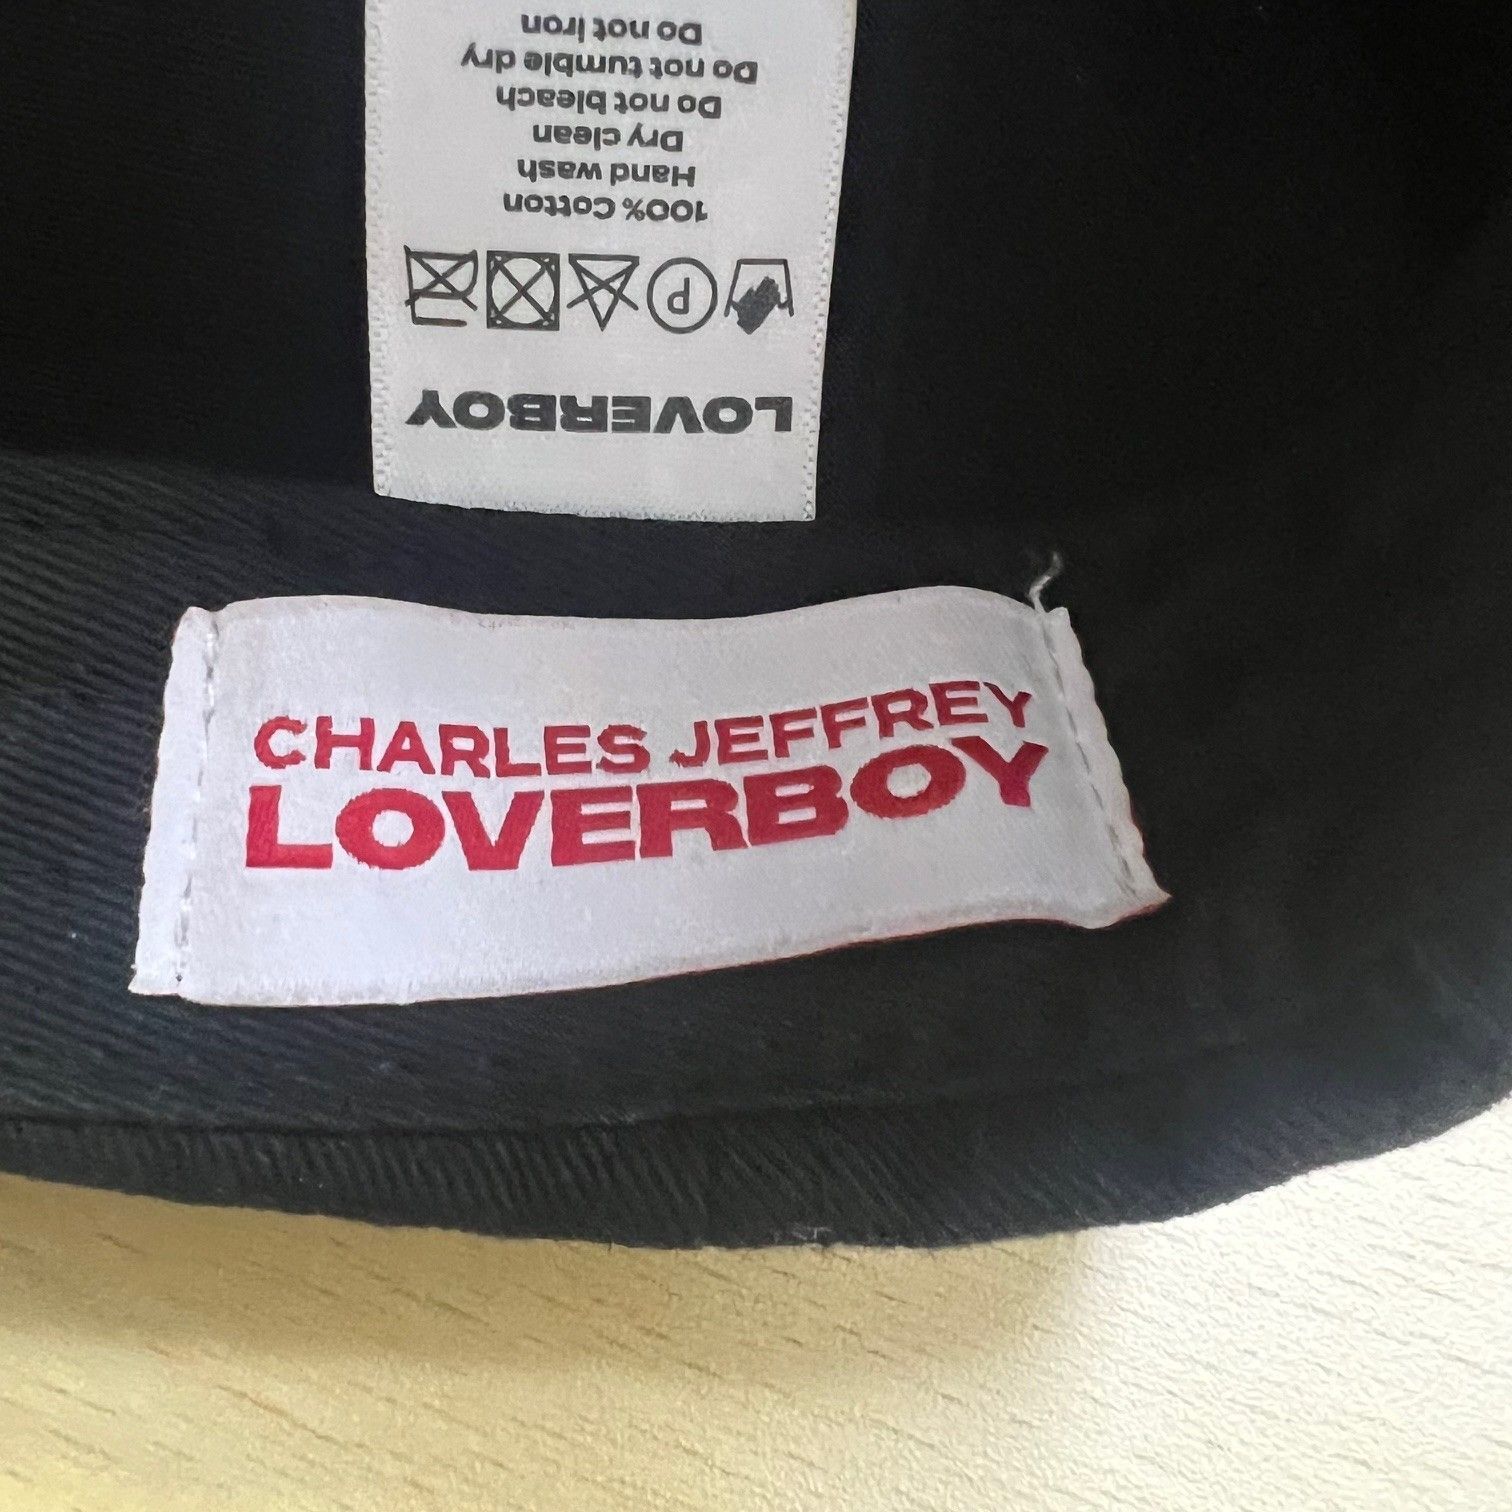 LOVERBOY
P
100% Cotton
Hand wash
Dry clean
Do not bleach
Do not tumble dry
Do not Iron
CHARLES JEFFREY
LOVERBOY